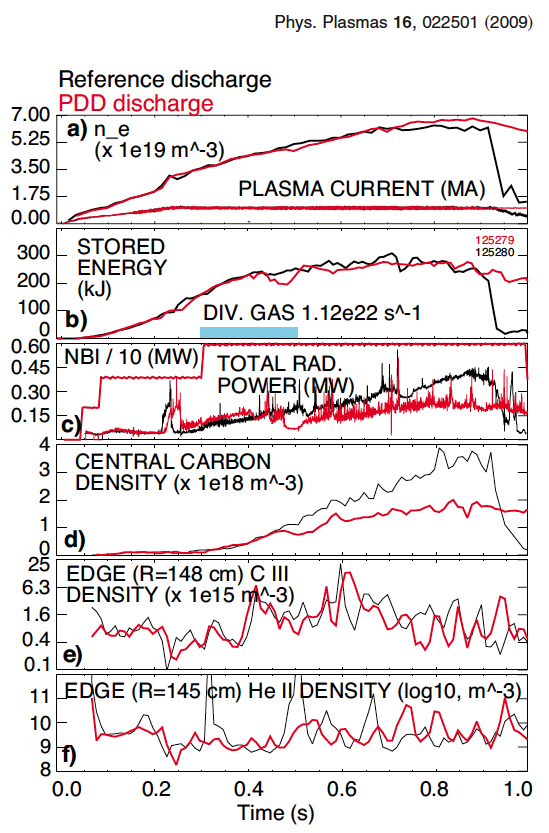 Phys. Plasmas 16, 022501 (2009)
Reference discharge
PDD discharge
7.00
5.25
3.50
1.75
0.00
a) n_e
(x 1e19 m^-3)
PLASMA CURRENT (MA)
300
200
100
0
STORED
ENERGY
(kJ)
125279
125280
DIV. GAS 1.12e22 s^-1
b)
0.60
0.45
0.30
0.15
NBI / 10 (MW)
TOTAL RAD.
POWER (MW)
c)
4
3
2
1
0
CENTRAL CARBON
DENSITY (x 1e18 m^-3)
d)
25
6.3
1.6
0.4
0.1
EDGE (R=148 cm) C III
DENSITY (x 1e15 m^-3)
e)
11
10
9
8
EDGE (R=145 cm) He II DENSITY (log10, m^-3)
f)
0.0 0.2 0.4 0.6 0.8 1.0
Time (s)